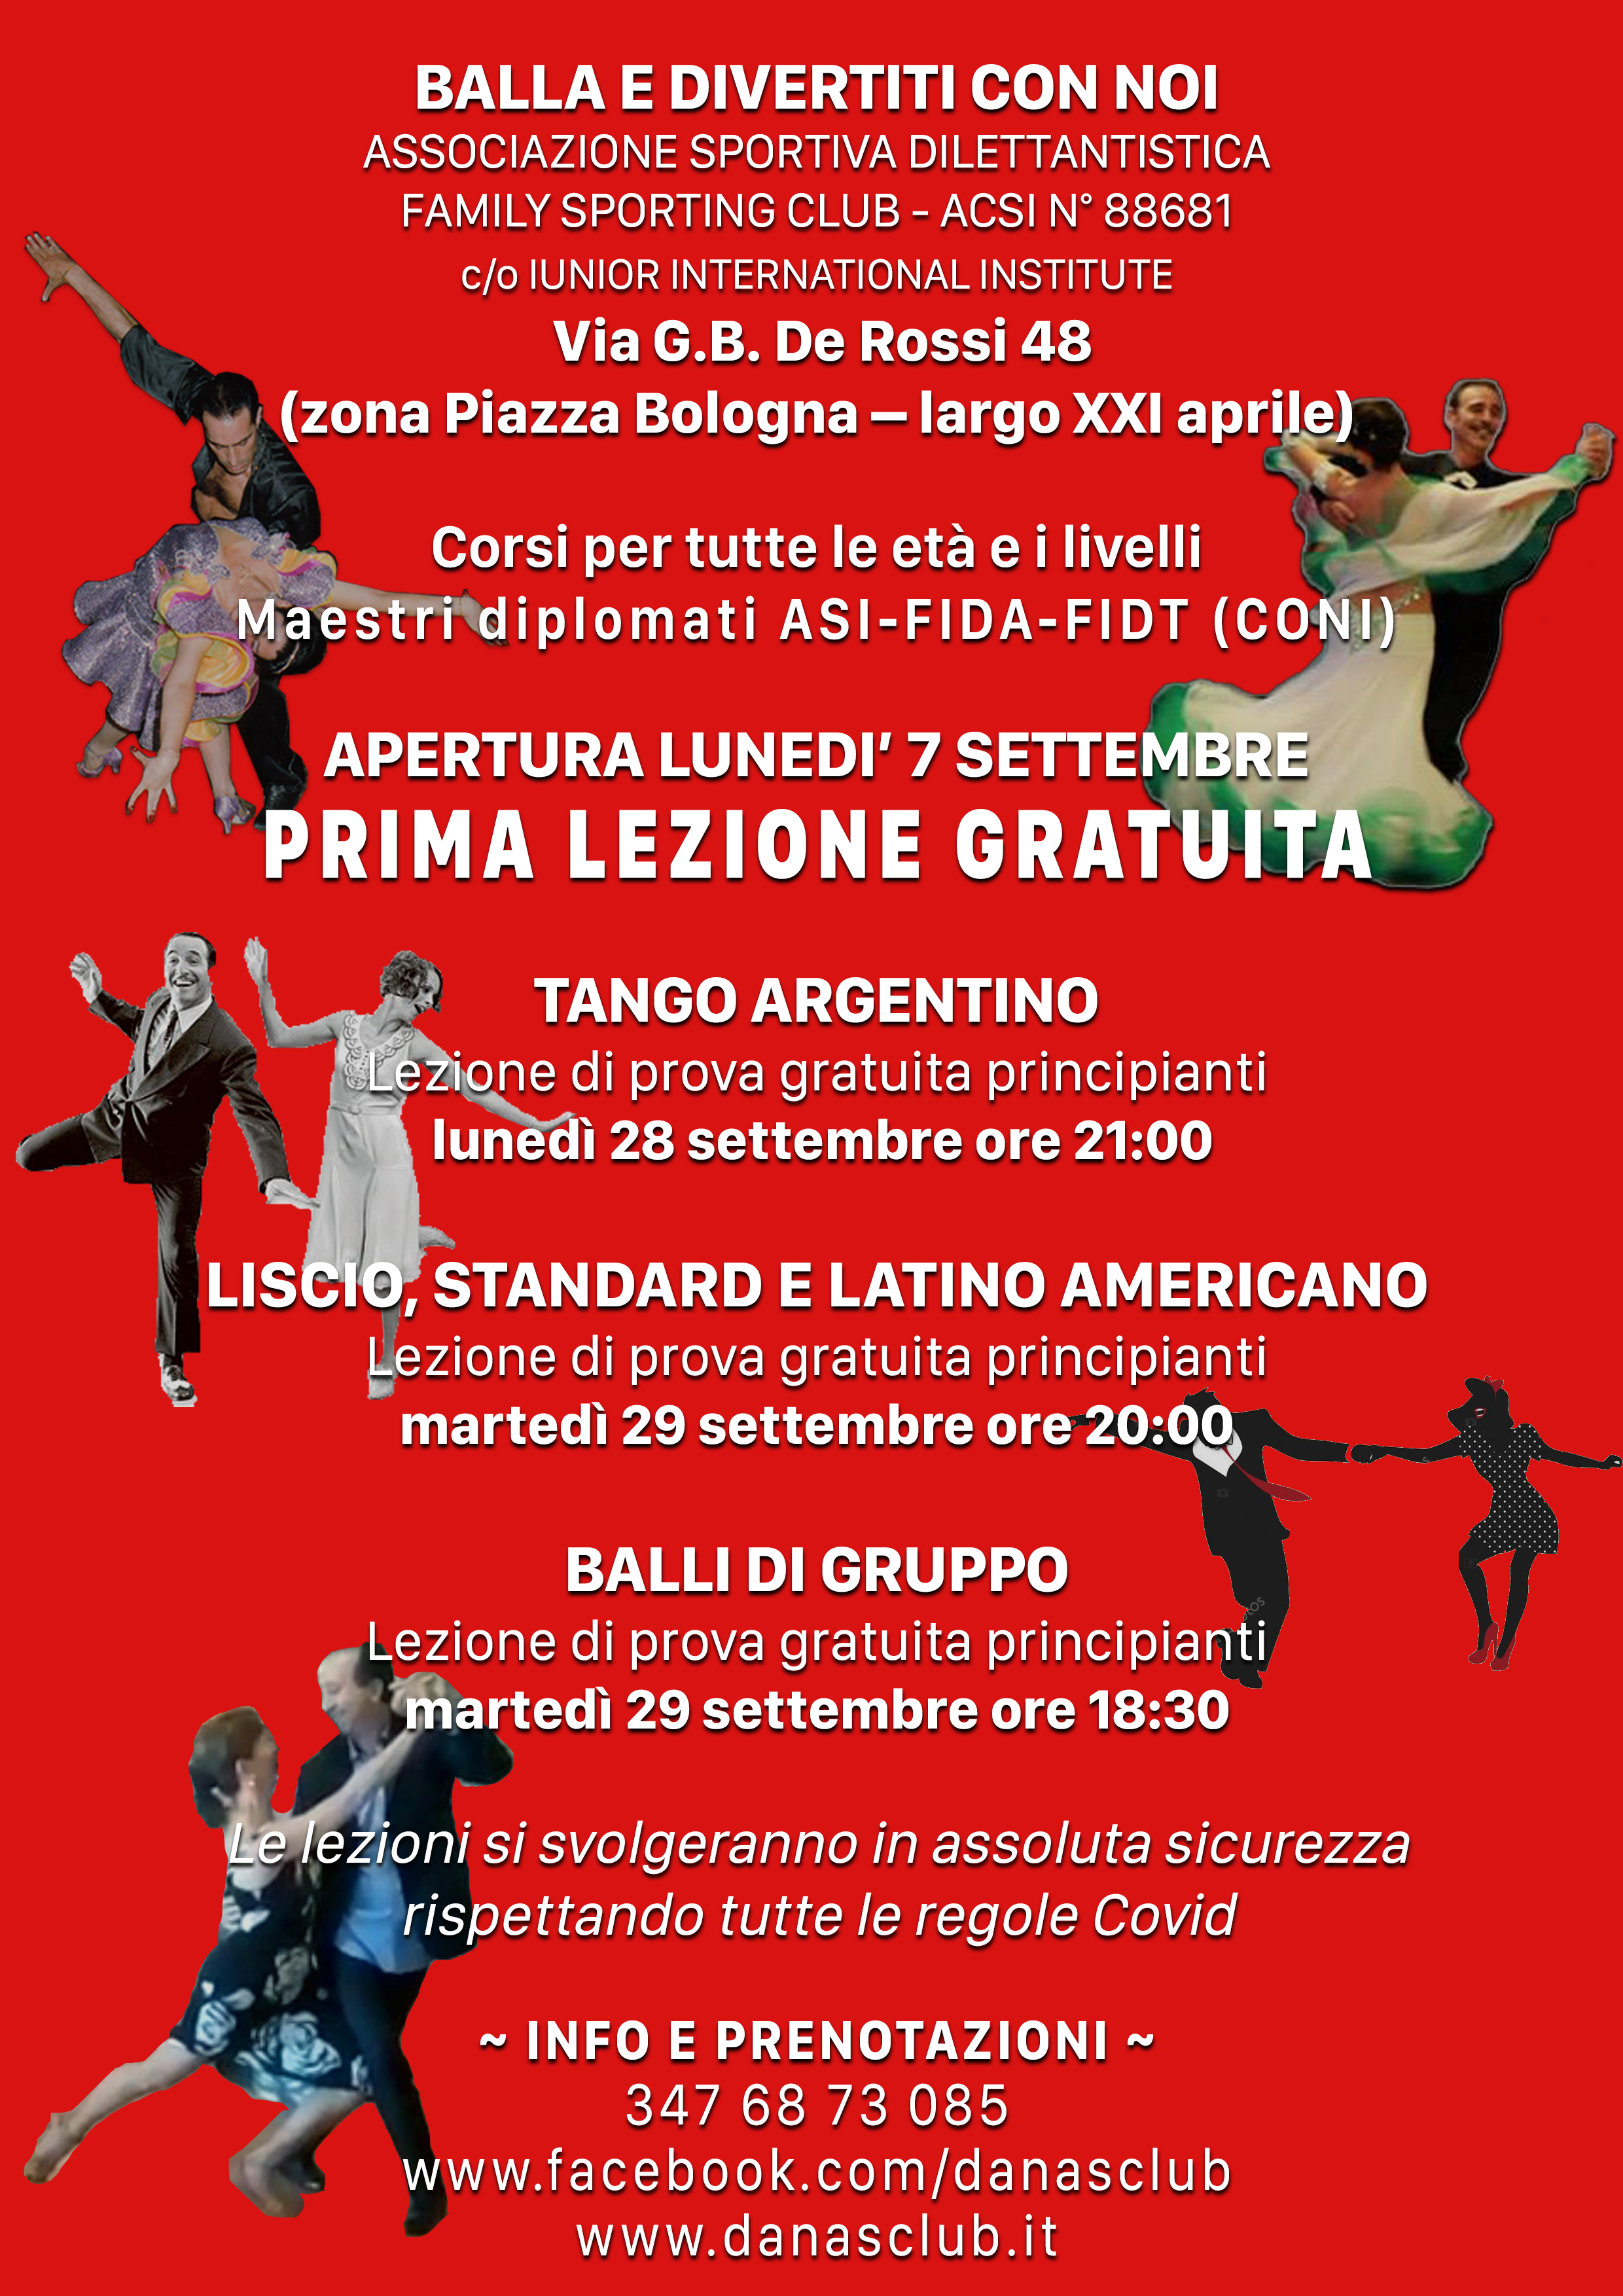 BALLA E DIVERTITI CON NOI
ASSOCIAZIONE SPORTIVA DILETTANTISTICA
FAMILY SPORTING CLUB - ACSI N° 88681
c/o IUNIOR INTERNATIONAL INSTITUTE
Via G.B. De Rossi 48
(zona Piazza Bologna – largo XXI aprile)
Corsi per tutte le età e i livelli
Maestri diplomati ASI-FIDA-FIDT (CONI)
APERTURA LUNEDI’ 7 SETTEMBRE
PRIMA LEZIONE GRATUITA
TANGO ARGENTINO
Lezione di prova gratuita principianti
lunedì 28 settembre ore 21:00
LISCIO, STANDARD E LATINO AMERICANO
Lezione di prova gratuita principianti
martedì 29 settembre ore 20:00
BALLI DI GRUPPO
Lezione di prova gratuita principianti
martedì 29 settembre ore 18:30
Le lezioni si svolgeranno in assoluta sicurezza
rispettando tutte le regole Covid
~ INFO E PRENOTAZIONI ~
347 68 73 085
www.facebook.com/danasclub
www.danasclub.it